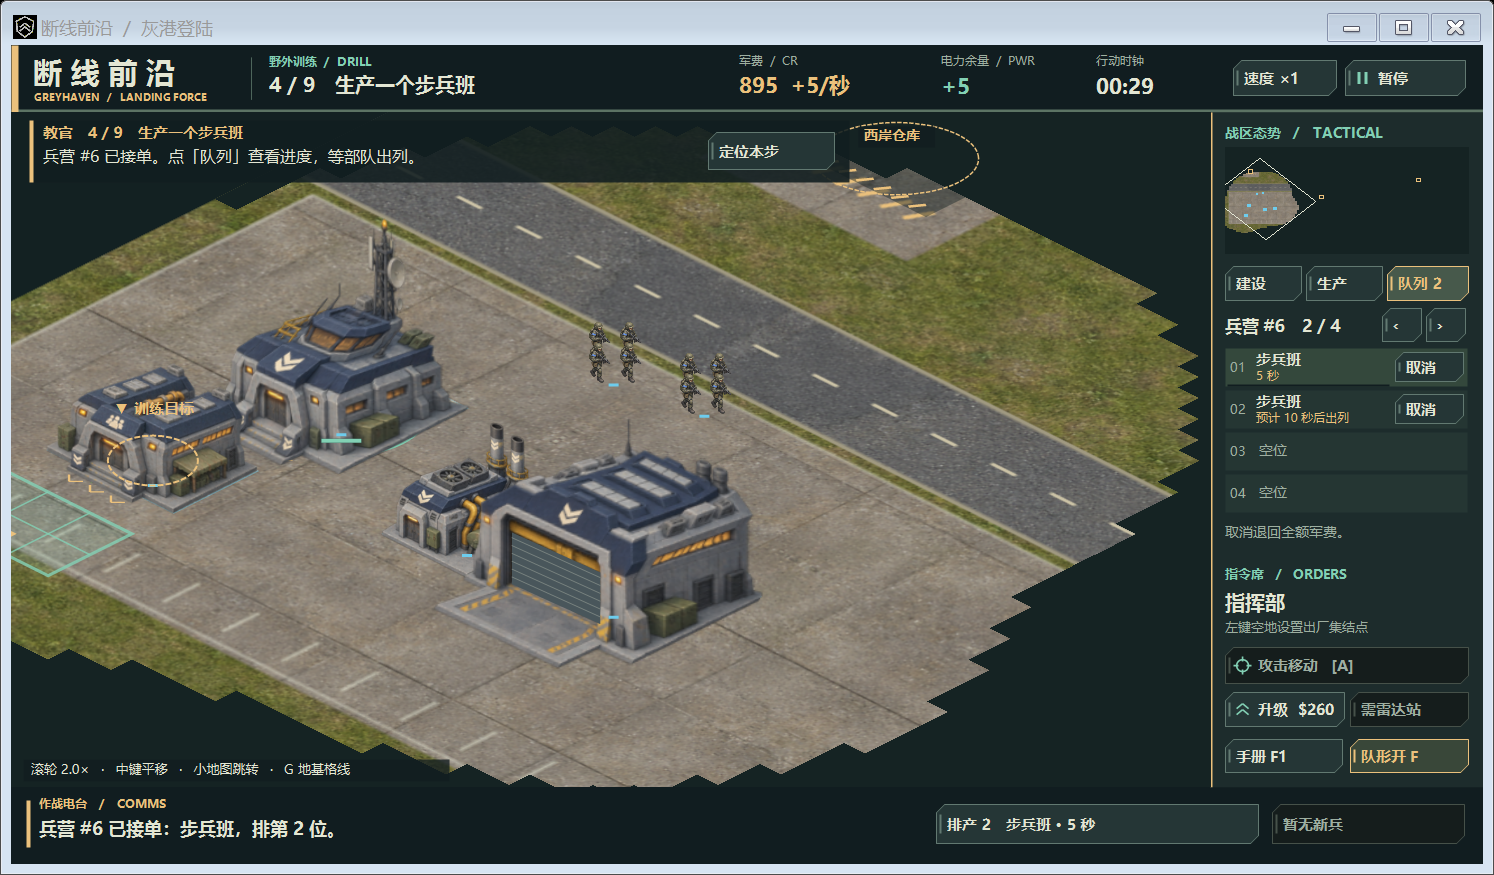 断线前沿 / 灰港登陆
断线前沿
GREYHAVEN / LANDING FORCE
野外训练 / DRILL
4 / 9 生产一个步兵班
军费 / CR
895 +5/秒
电力余量 / PWR
+5
行动时钟
00:29
速度 ×1
暂停
教官 4 / 9 生产一个步兵班
兵营 #6 已接单。点「队列」查看进度，等部队出列。
定位本步
西岸仓库
训练目标
滚轮 2.0× · 中键平移 · 小地图跳转 · G 地基格线
战区态势 / TACTICAL
建设
生产
队列 2
兵营 #6 2 / 4
‹
›
01 步兵班
5 秒
取消
02 步兵班
预计 10 秒后出列
取消
03 空位
04 空位
取消退回全额军费。
指令席 / ORDERS
指挥部
左键空地设置出厂集结点
攻击移动 [A]
升级 $260
需雷达站
手册 F1
队形开 F
作战电台 / COMMS
兵营 #6 已接单：步兵班，排第 2 位。
排产 2 步兵班 • 5 秒
暂无新兵